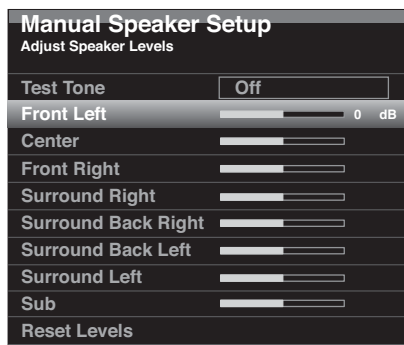 Manual Speaker Setup
Adjust Speaker Levels
Test Tone Off
Front Left 0 dB
Center
Front Right
Surround Right
Surround Back Right
Surround Back Left
Surround Left
Sub
Reset Levels